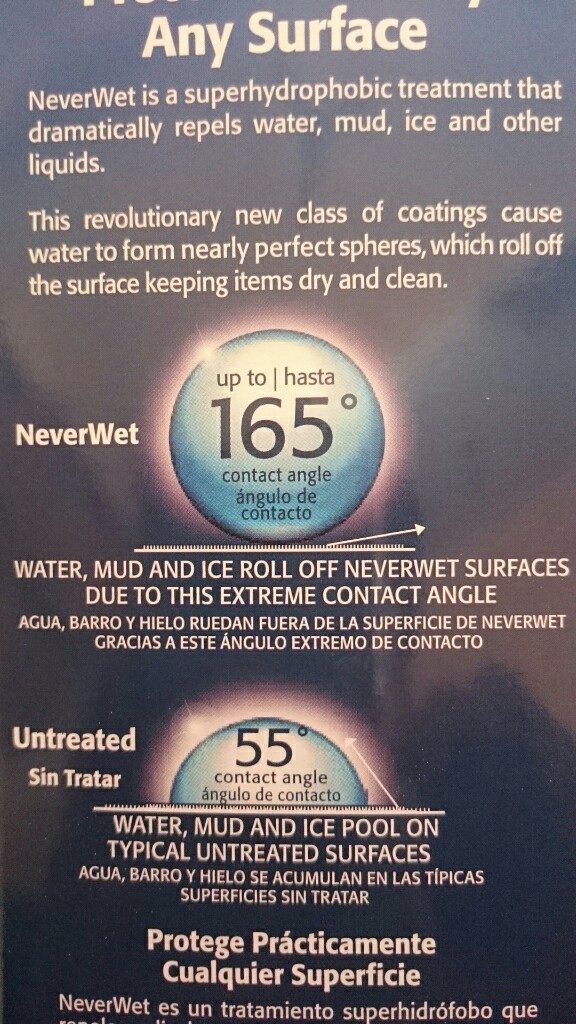 Any Surface
NeverWet is a superhydrophobic treatment that
dramatically repels water, mud, ice and other
liquids.
This revolutionary new class of coatings cause
water to form nearly perfect spheres, which roll off
the surface keeping items dry and clean.
up to | hasta
165°
contact angle
ángulo de
contacto
NeverWet
WATER, MUD AND ICE ROLL OFF NEVERWET SURFACES
DUE TO THIS EXTREME CONTACT ANGLE
AGUA, BARRO Y HIELO RUEDAN FUERA DE LA SUPERFICIE DE NEVERWET
GRACIAS A ESTE ÁNGULO EXTREMO DE CONTACTO
Untreated
Sin Tratar
55°
contact angle
ángulo de contacto
WATER, MUD AND ICE POOL ON
TYPICAL UNTREATED SURFACES
AGUA, BARRO Y HIELO SE ACUMULAN EN LAS TÍPICAS
SUPERFICIES SIN TRATAR
Protege Prácticamente
Cualquier Superficie
NeverWet es un tratamiento superhidrófobo que